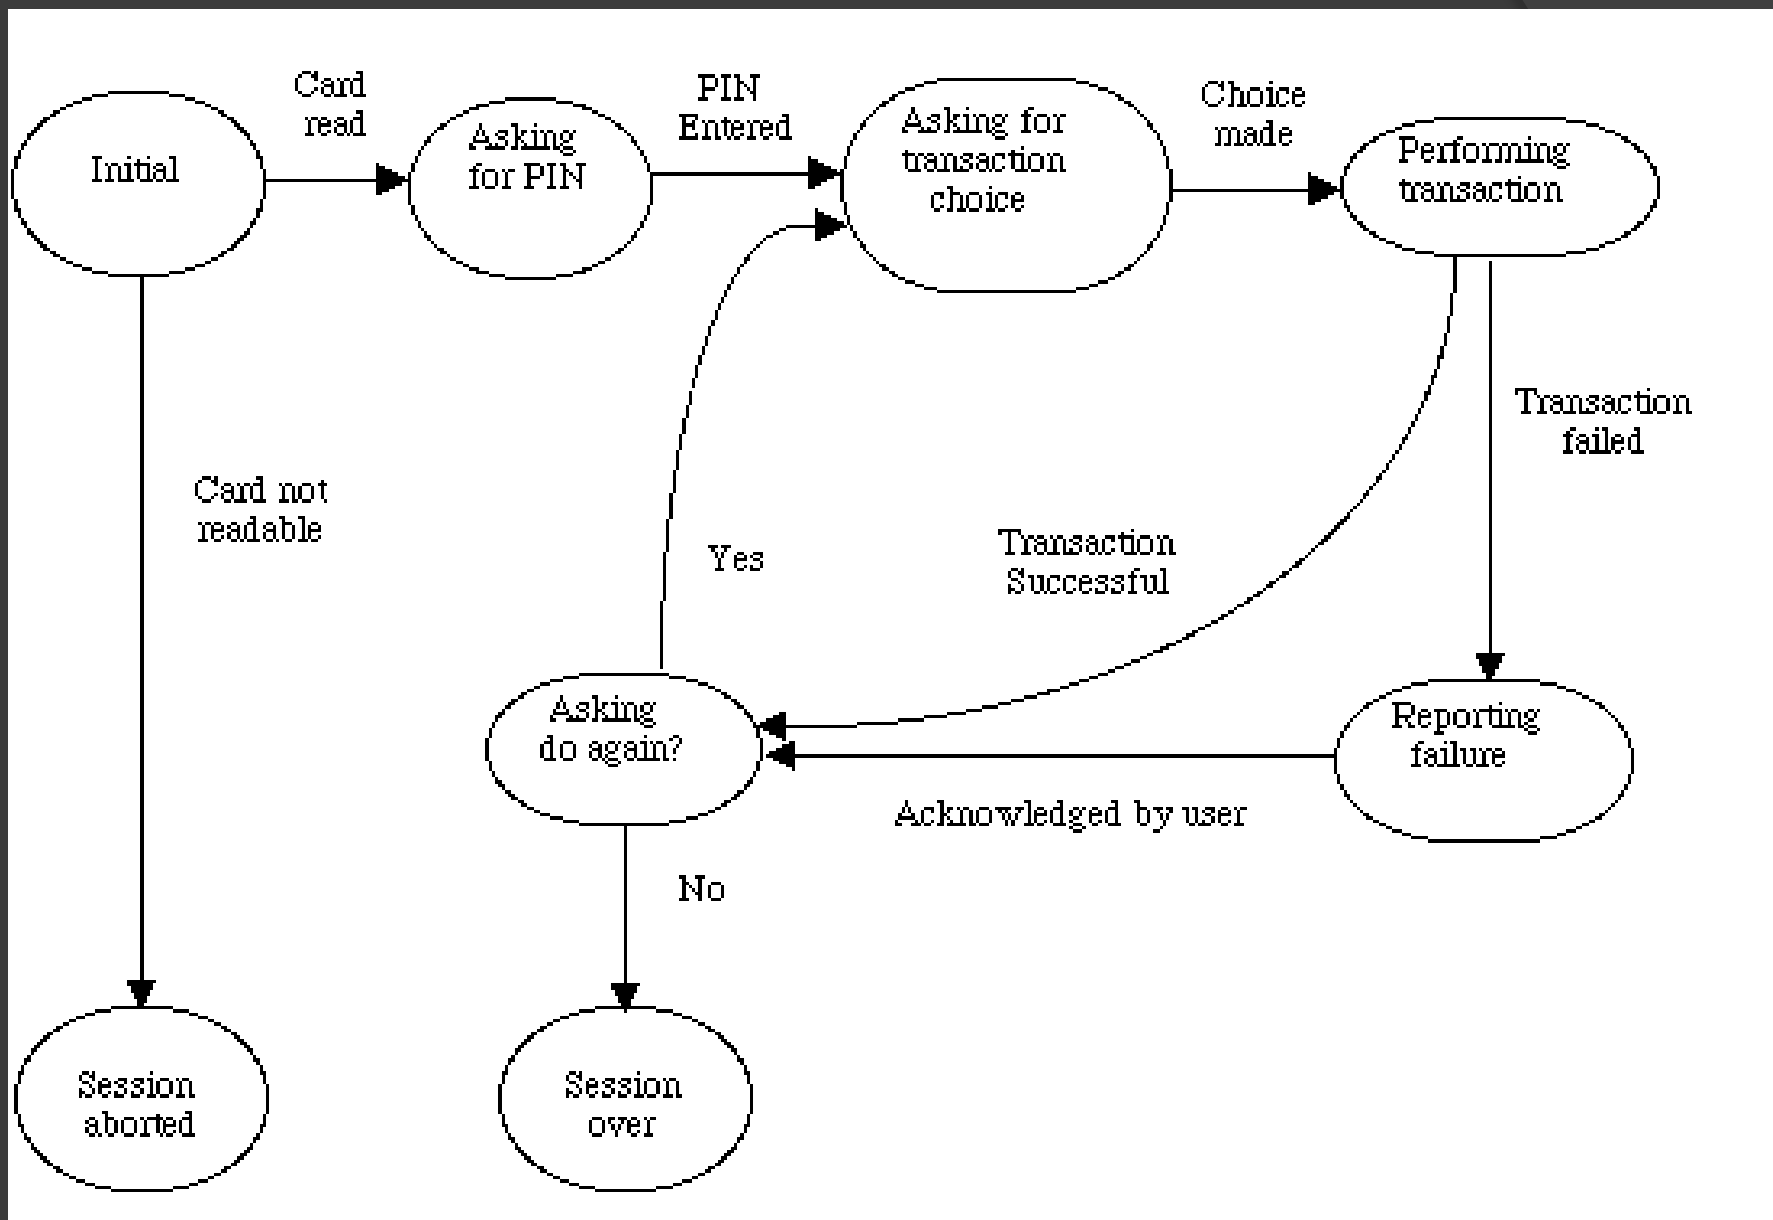 Card
read
PIN
Entered
Choice
made
Initial
Asking
for PIN
Asking for
transaction
choice
Performing
transaction
Transaction
failed
Card not
readable
Yes
Transaction
Successful
Asking
do again?
Reporting
failure
Acknowledged by user
No
Session
aborted
Session
over